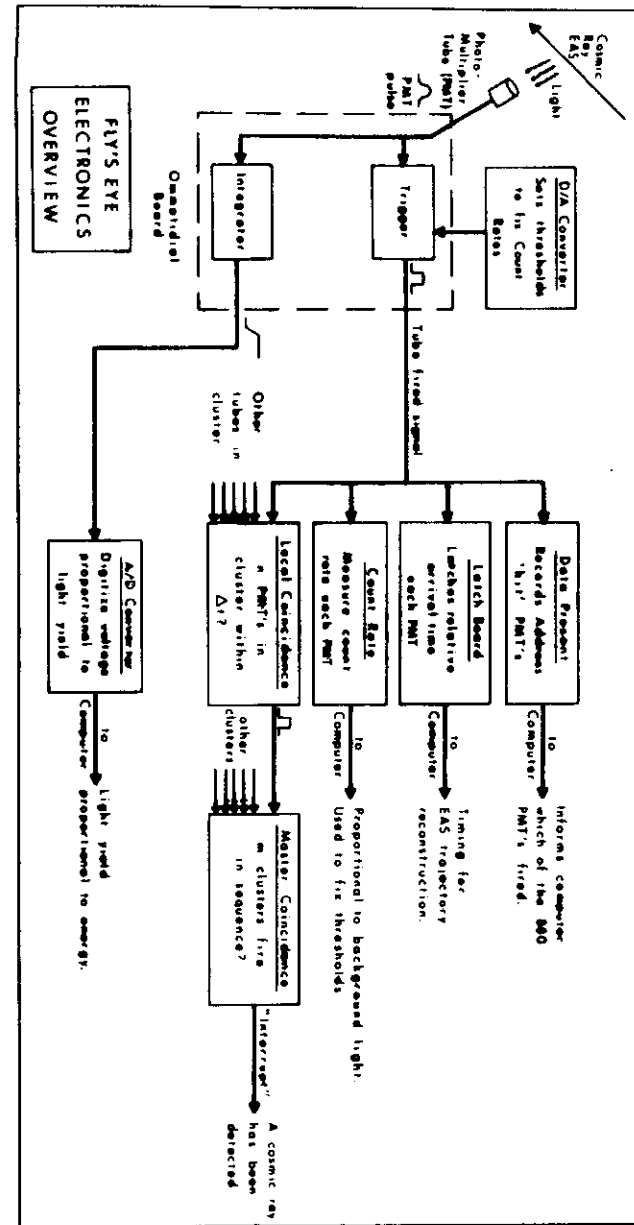 Cosmic
Ray
EAS
Light
Photo-
Multiplier
Tube (PMT)
PMT
pulse
D/A Converter
Sets thresholds
to fix Count
Rates
Trigger
Integrator
Ommatidial
Board
FLY'S EYE
ELECTRONICS
OVERVIEW
Tube fired signal
Other
tubes in
cluster
Data Present
Records Address
'hit' PMT's
to
Computer
Informs computer
which of the 880
PMT's fired.
Latch Board
Latches relative
arrival time
each PMT
to
Computer
Timing for
EAS trajectory
reconstruction.
Count Rate
Measure count
rate each PMT
to
Computer
Proportional to background light.
Used to fix thresholds
Local Coincidence
n PMT's in
cluster within
Δt?
other
clusters
Master Coincidence
m clusters fire
in sequence?
"Interrupt"
A cosmic ray
has been
detected
A/D Converter
Digitize voltage
proportional to
light yield
to
Computer
Light yield
proportional to energy.